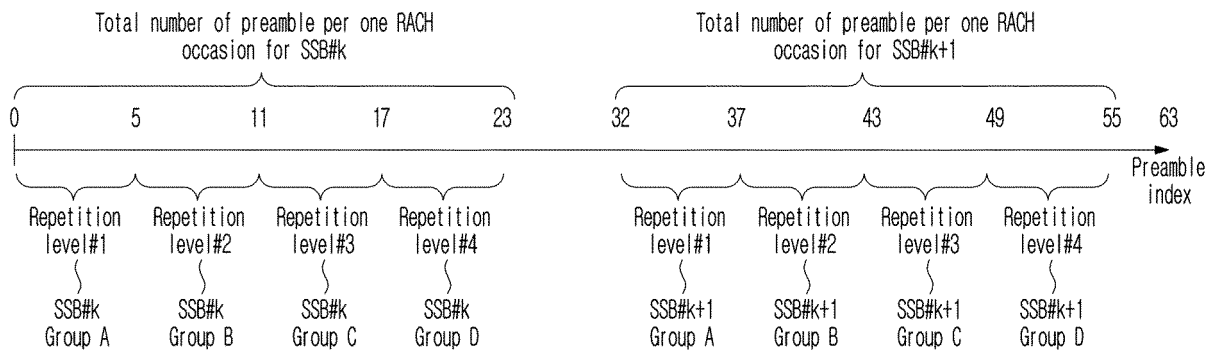 Total number of preamble per one RACH
occasion for SSB#k
Total number of preamble per one RACH
occasion for SSB#k+1
0 5 11 17 23 32 37 43 49 55 63
Preamble
index
Repetition
level#1
Repetition
level#2
Repetition
level#3
Repetition
level#4
Repetition
level#1
Repetition
level#2
Repetition
level#3
Repetition
level#4
SSB#k
Group A
SSB#k
Group B
SSB#k
Group C
SSB#k
Group D
SSB#k+1
Group A
SSB#k+1
Group B
SSB#k+1
Group C
SSB#k+1
Group D